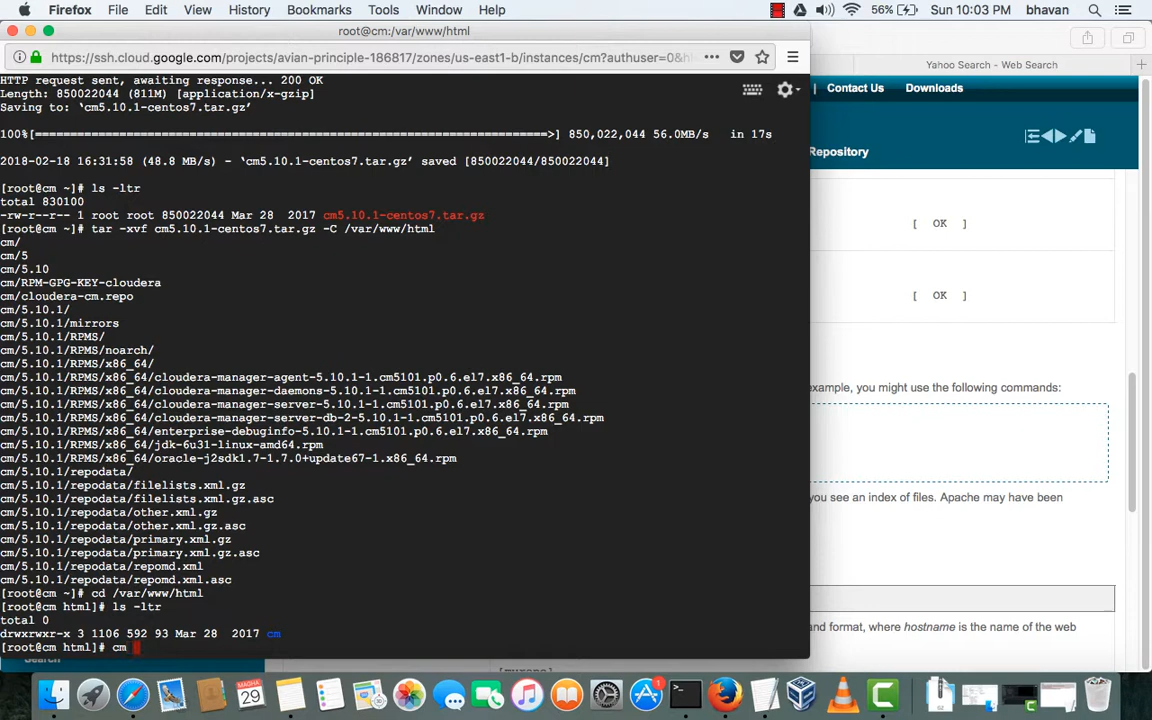 Firefox File Edit View History Bookmarks Tools Window Help 56% Sun 10:03 PM bhavan
root@cm:/var/www/html
https://ssh.cloud.google.com/projects/avian-principle-186817/zones/us-east1-b/instances/cm?authuser=0&h
Yahoo Search - Web Search
HTTP request sent, awaiting response... 200 OK
Length: 850022044 (811M) [application/x-gzip]
Saving to: ‘cm5.10.1-centos7.tar.gz’
| Contact Us Downloads
100%[======================================================================>] 850,022,044 56.0MB/s in 17s
Repository
2018-02-18 16:31:58 (48.8 MB/s) - ‘cm5.10.1-centos7.tar.gz’ saved [850022044/850022044]
[root@cm ~]# ls -ltr
total 830100
-rw-r--r-- 1 root root 850022044 Mar 28 2017 cm5.10.1-centos7.tar.gz
[root@cm ~]# tar -xvf cm5.10.1-centos7.tar.gz -C /var/www/html
cm/
cm/5
cm/5.10
cm/RPM-GPG-KEY-cloudera
cm/cloudera-cm.repo
cm/5.10.1/
cm/5.10.1/mirrors
cm/5.10.1/RPMS/
cm/5.10.1/RPMS/noarch/
cm/5.10.1/RPMS/x86_64/
cm/5.10.1/RPMS/x86_64/cloudera-manager-agent-5.10.1-1.cm5101.p0.6.el7.x86_64.rpm
cm/5.10.1/RPMS/x86_64/cloudera-manager-daemons-5.10.1-1.cm5101.p0.6.el7.x86_64.rpm
cm/5.10.1/RPMS/x86_64/cloudera-manager-server-5.10.1-1.cm5101.p0.6.el7.x86_64.rpm
cm/5.10.1/RPMS/x86_64/cloudera-manager-server-db-2-5.10.1-1.cm5101.p0.6.el7.x86_64.rpm
cm/5.10.1/RPMS/x86_64/enterprise-debuginfo-5.10.1-1.cm5101.p0.6.el7.x86_64.rpm
cm/5.10.1/RPMS/x86_64/jdk-6u31-linux-amd64.rpm
cm/5.10.1/RPMS/x86_64/oracle-j2sdk1.7-1.7.0+update67-1.x86_64.rpm
cm/5.10.1/repodata/
cm/5.10.1/repodata/filelists.xml.gz
cm/5.10.1/repodata/filelists.xml.gz.asc
cm/5.10.1/repodata/other.xml.gz
cm/5.10.1/repodata/other.xml.gz.asc
cm/5.10.1/repodata/primary.xml.gz
cm/5.10.1/repodata/primary.xml.gz.asc
cm/5.10.1/repodata/repomd.xml
cm/5.10.1/repodata/repomd.xml.asc
[root@cm ~]# cd /var/www/html
[root@cm html]# ls -ltr
total 0
drwxrwxr-x 3 1106 592 93 Mar 28 2017 cm
[root@cm html]# cm
[ OK ]
[ OK ]
example, you might use the following commands:
you see an index of files. Apache may have been
and format, where hostname is the name of the web
Search
MAGHA
29
1